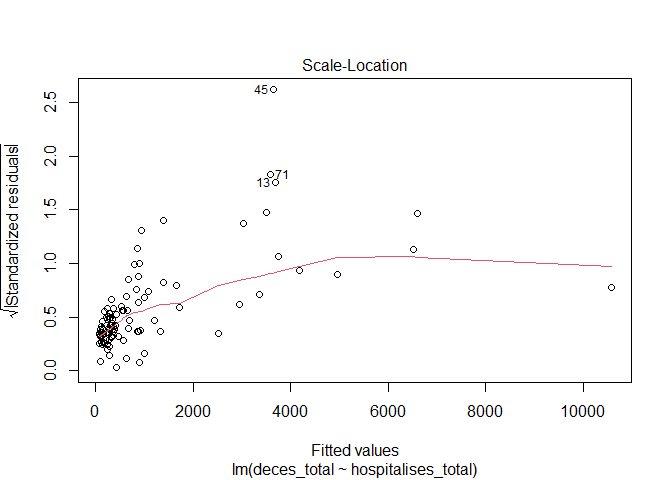 Scale-Location
√|Standardized residuals|
2.5
2.0
1.5
1.0
0.5
0.0
45
71
13
0 2000 4000 6000 8000 10000
Fitted values
lm(deces_total ~ hospitalises_total)